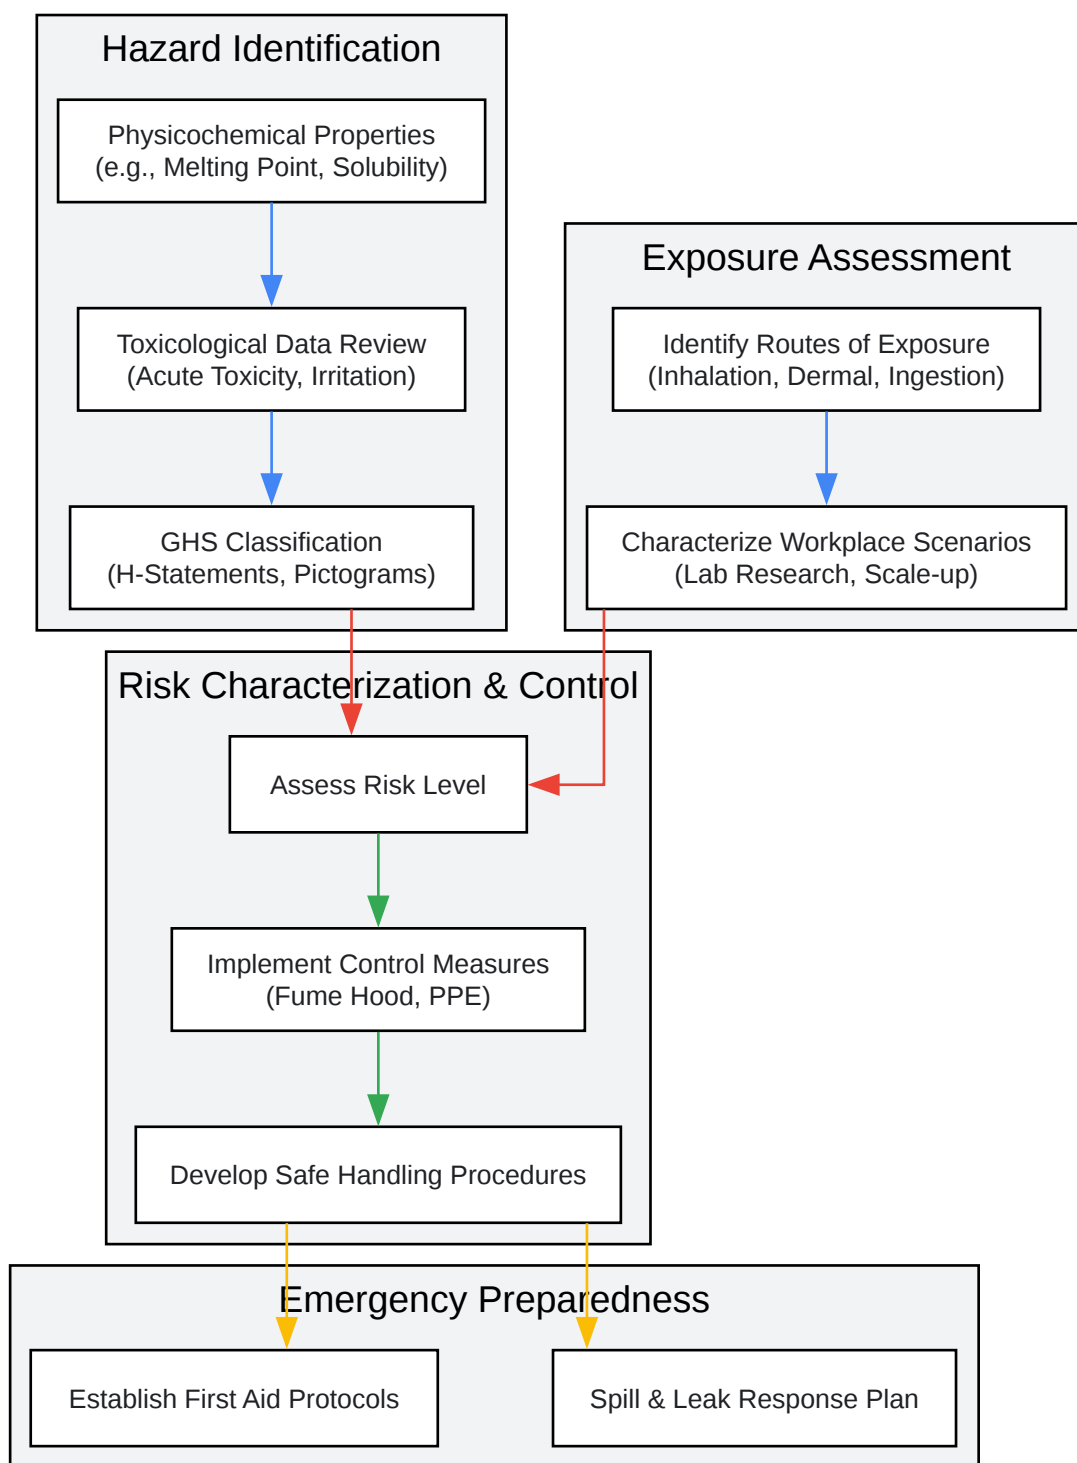 Hazard Identification
Physicochemical Properties
(e.g., Melting Point, Solubility)
Toxicological Data Review
(Acute Toxicity, Irritation)
GHS Classification
(H-Statements, Pictograms)
Exposure Assessment
Identify Routes of Exposure
(Inhalation, Dermal, Ingestion)
Characterize Workplace Scenarios
(Lab Research, Scale-up)
Risk Characterization & Control
Assess Risk Level
Implement Control Measures
(Fume Hood, PPE)
Develop Safe Handling Procedures
Emergency Preparedness
Establish First Aid Protocols
Spill & Leak Response Plan